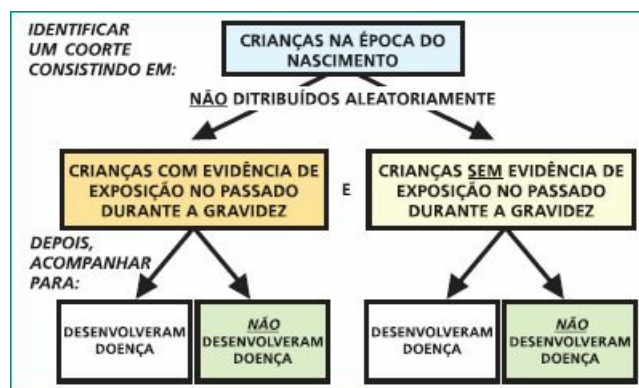 IDENTIFICAR
UM COORTE
CONSISTINDO EM:
CRIANÇAS NA ÉPOCA DO
NASCIMENTO
NÃO DITRIBUÍDOS ALEATORIAMENTE
CRIANÇAS COM EVIDÊNCIA DE
EXPOSIÇÃO NO PASSADO
DURANTE A GRAVIDEZ
E
CRIANÇAS SEM EVIDÊNCIA DE
EXPOSIÇÃO NO PASSADO
DURANTE A GRAVIDEZ
DEPOIS,
ACOMPANHAR
PARA:
DESENVOLVERAM
DOENÇA
NÃO
DESENVOLVERAM
DOENÇA
DESENVOLVERAM
DOENÇA
NÃO
DESENVOLVERAM
DOENÇA